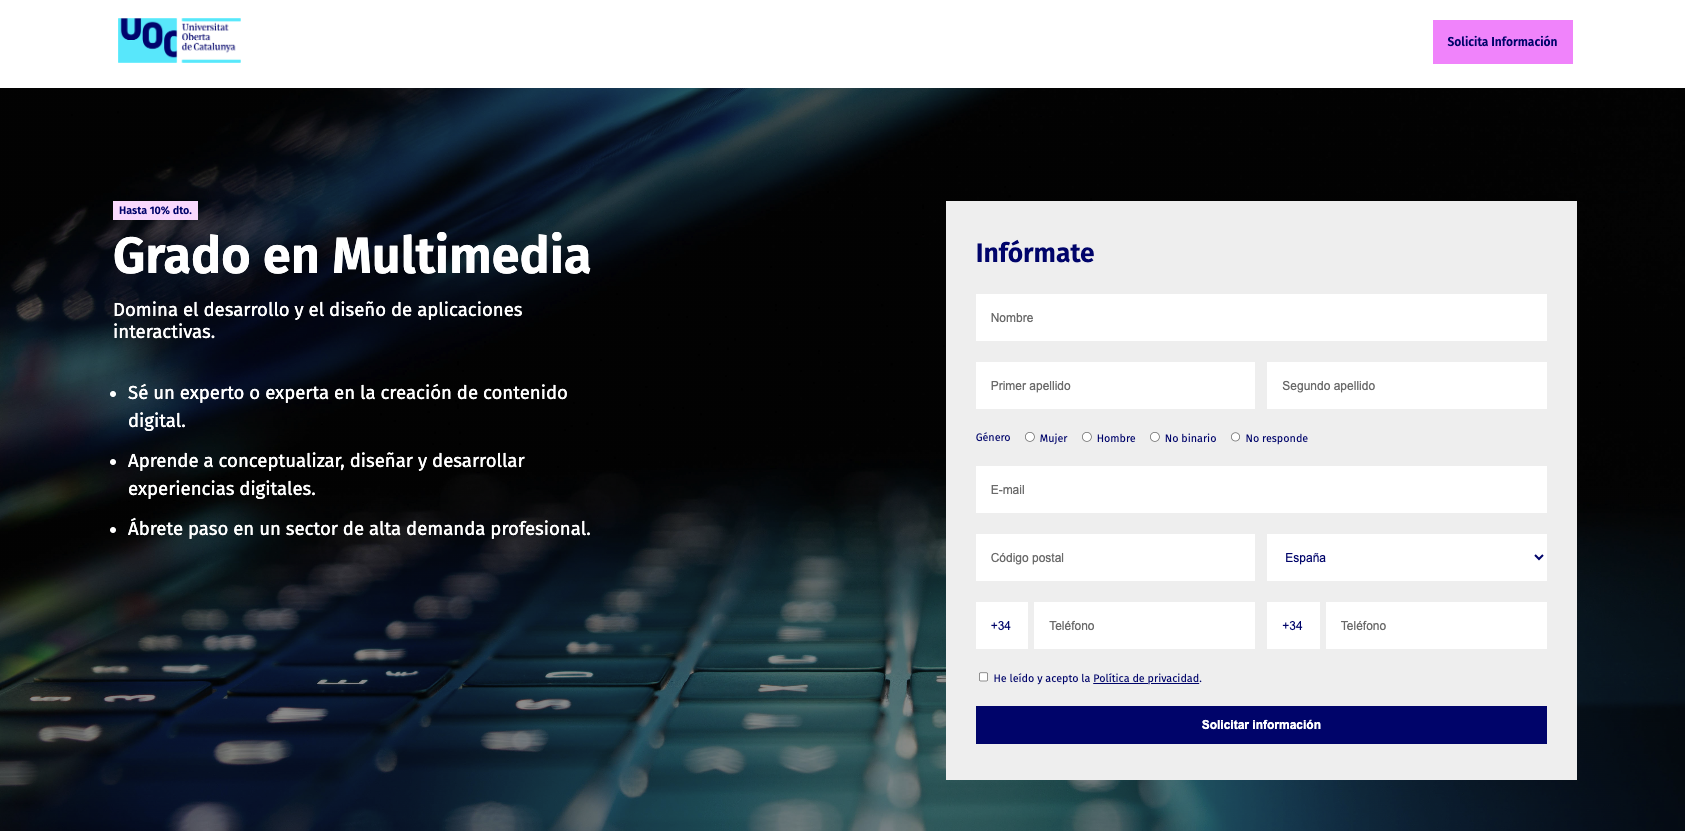 UOC
Universitat
Oberta
de Catalunya
Solicita Información
Hasta 10% dto.
Grado en Multimedia
Domina el desarrollo y el diseño de aplicaciones
interactivas.
Sé un experto o experta en la creación de contenido
digital.
Aprende a conceptualizar, diseñar y desarrollar
experiencias digitales.
Ábrete paso en un sector de alta demanda profesional.
Infórmate
Nombre
Primer apellido Segundo apellido
Género Mujer Hombre No binario No responde
E-mail
Código postal España
+34 Teléfono +34 Teléfono
He leído y acepto la Política de privacidad.
Solicitar información